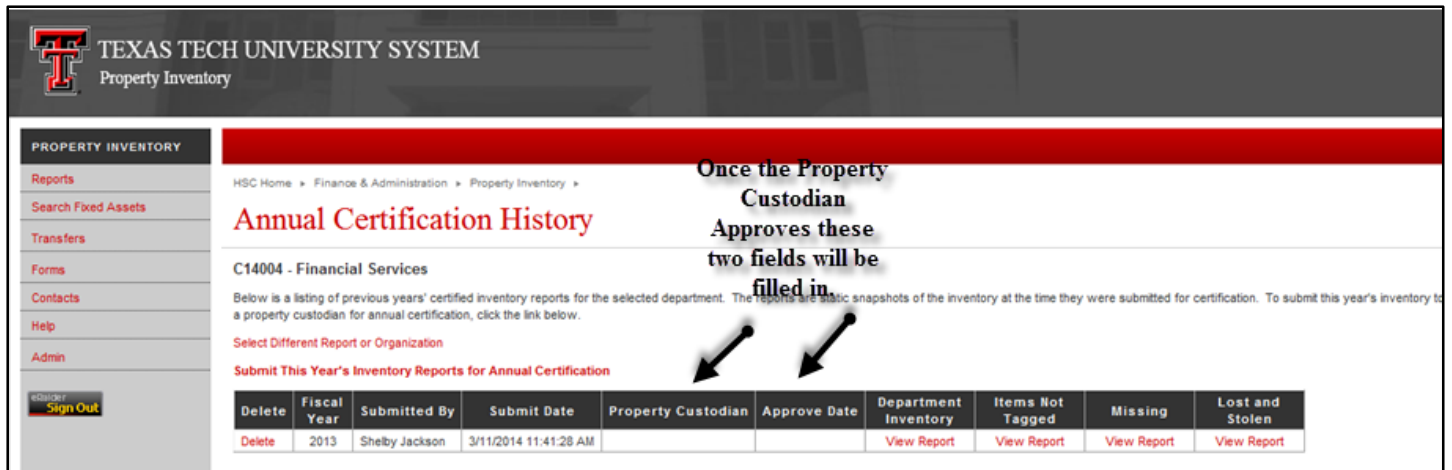 TEXAS TECH UNIVERSITY SYSTEM
Property Inventory
PROPERTY INVENTORY
Reports
Search Fixed Assets
Transfers
Forms
Contacts
Help
Admin
eRaider
Sign Out
HSC Home ▸ Finance & Administration ▸ Property Inventory ▸
Annual Certification History
Once the Property
Custodian
Approves these
two fields will be
filled in.
C14004 - Financial Services
Below is a listing of previous years' certified inventory reports for the selected department. The reports are static snapshots of the inventory at the time they were submitted for certification. To submit this year's inventory to
a property custodian for annual certification, click the link below.
Select Different Report or Organization
Submit This Year's Inventory Reports for Annual Certification
Delete Fiscal Year Submitted By Submit Date Property Custodian Approve Date Department Inventory Items Not Tagged Missing Lost and Stolen
Delete 2013 Shelby Jackson 3/11/2014 11:41:28 AM View Report View Report View Report View Report